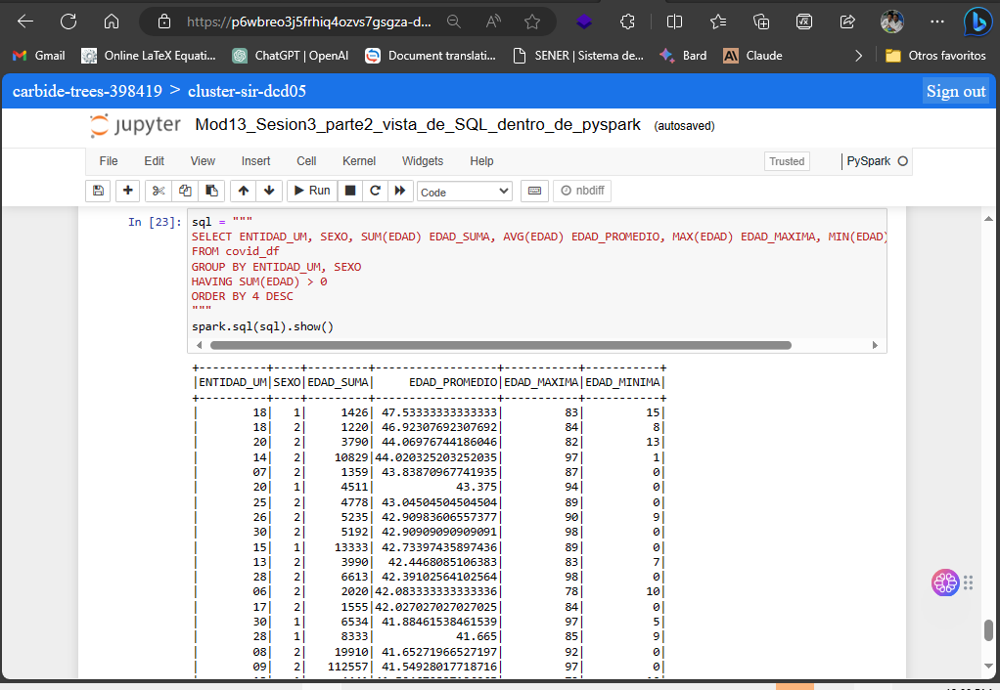 https://p6wbreo3j5frhiq4ozvs7gsgza-d...
Gmail Online LaTeX Equati... ChatGPT | OpenAI Document translati... SENER | Sistema de... Bard AI Claude Otros favoritos
carbide-trees-398419 > cluster-sir-dcd05 Sign out
jupyter Mod13_Sesion3_parte2_vista_de_SQL_dentro_de_pyspark (autosaved)
File Edit View Insert Cell Kernel Widgets Help Trusted PySpark
Run Code nbdiff
In [23]: sql = """
SELECT ENTIDAD_UM, SEXO, SUM(EDAD) EDAD_SUMA, AVG(EDAD) EDAD_PROMEDIO, MAX(EDAD) EDAD_MAXIMA, MIN(EDAD)
FROM covid_df
GROUP BY ENTIDAD_UM, SEXO
HAVING SUM(EDAD) > 0
ORDER BY 4 DESC
"""
spark.sql(sql).show()
+----------+----+---------+------------------+-----------+-----------+
|ENTIDAD_UM|SEXO|EDAD_SUMA|     EDAD_PROMEDIO|EDAD_MAXIMA|EDAD_MINIMA|
+----------+----+---------+------------------+-----------+-----------+
|        18|   1|     1426| 47.53333333333333|         83|         15|
|        18|   2|     1220| 46.92307692307692|         84|          8|
|        20|   2|     3790| 44.06976744186046|         82|         13|
|        14|   2|    10829|44.020325203252035|         97|          1|
|        07|   2|     1359| 43.83870967741935|         87|          0|
|        20|   1|     4511|            43.375|         94|          0|
|        25|   2|     4778| 43.04504504504504|         89|          0|
|        26|   2|     5235| 42.90983606557377|         90|          9|
|        30|   2|     5192| 42.90909090909091|         98|          0|
|        15|   1|    13333| 42.73397435897436|         89|          0|
|        13|   2|     3990|  42.4468085106383|         83|          7|
|        28|   2|     6613| 42.39102564102564|         98|          0|
|        06|   2|     2020|42.083333333333336|         78|         10|
|        17|   2|     1555|42.027027027027025|         84|          0|
|        30|   1|     6534| 41.88461538461539|         97|          5|
|        28|   1|     8333|            41.665|         85|          9|
|        08|   2|    19910| 41.65271966527197|         92|          0|
|        09|   2|   112557| 41.54928017718716|         97|          0|